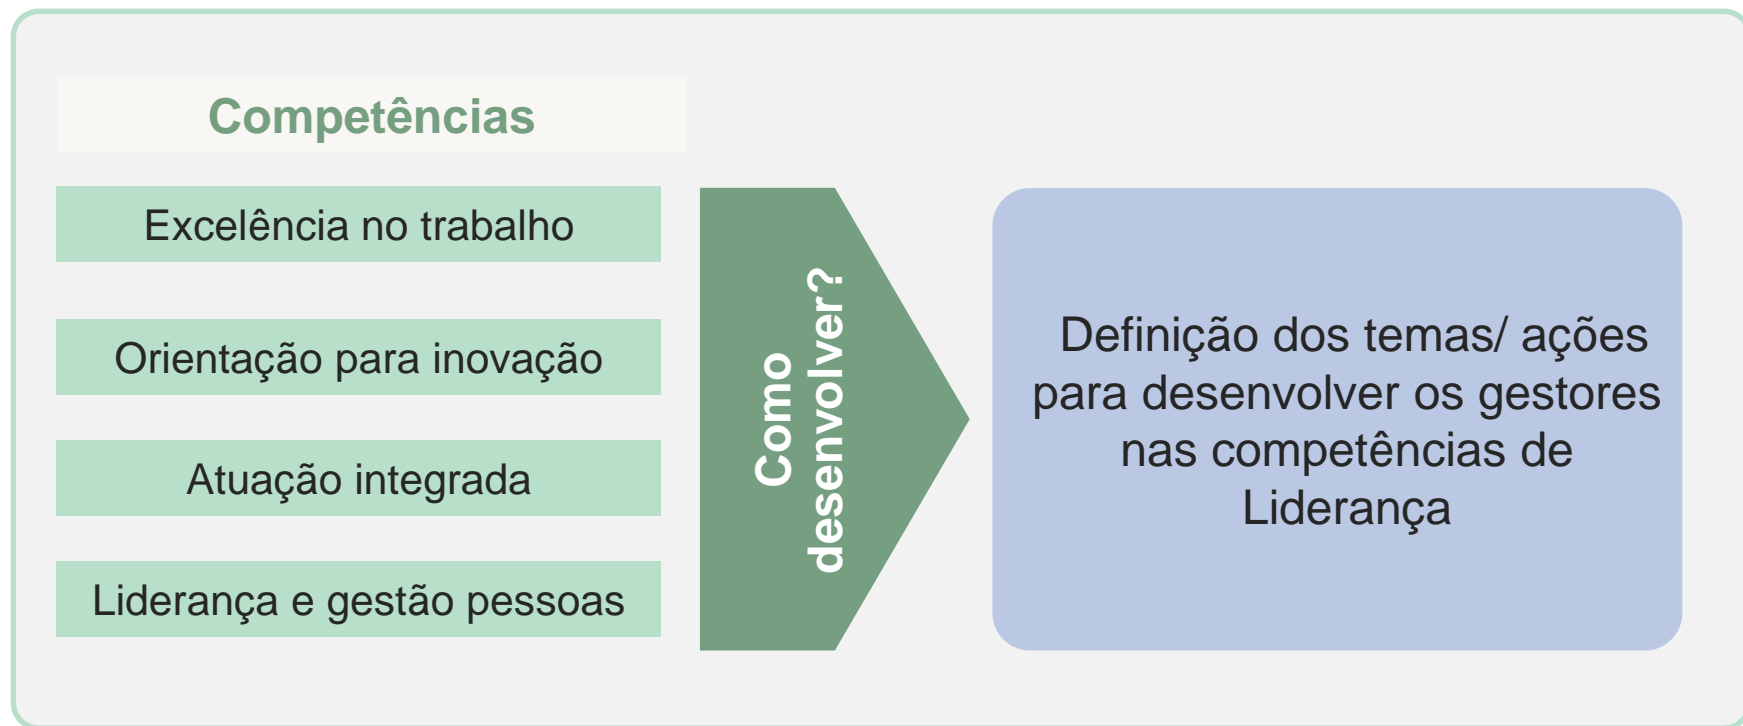 Competências
Excelência no trabalho
Orientação para inovação
Atuação integrada
Liderança e gestão pessoas
Como
desenvolver?
Definição dos temas/ ações
para desenvolver os gestores
nas competências de
Liderança